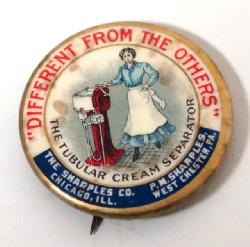 "DIFFERENT FROM THE OTHERS"
THE TUBULAR CREAM SEPARATOR
THE SHARPLES CO.
CHICAGO, ILL.
P. M. SHARPLES,
WEST CHESTER, PA.